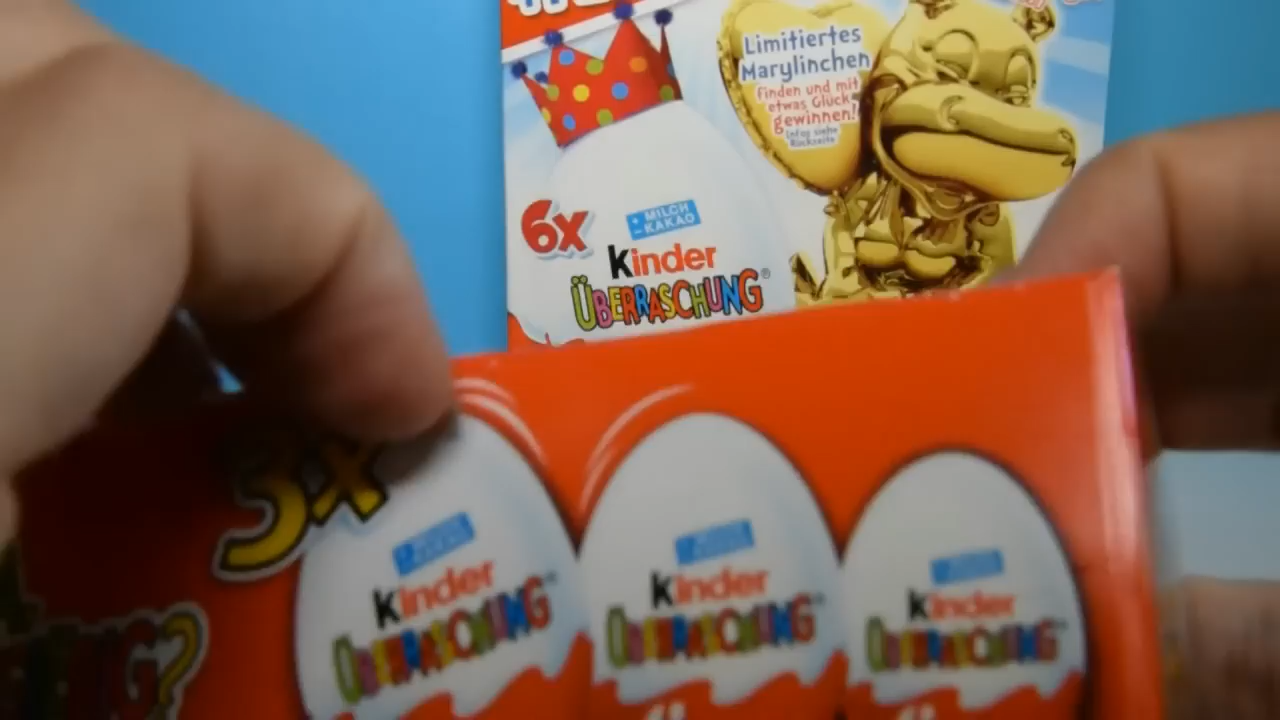 Limitiertes
Marylinchen
finden und mit
etwas Glück
gewinnen!
Infos siehe
Rückseite
6x
+ MILCH
- KAKAO
kinder
ÜBERRASCHUNG®
3x
kinder
ÜBERRASCHUNG
kinder
ÜBERRASCHUNG
kinder
ÜBERRASCHUNG